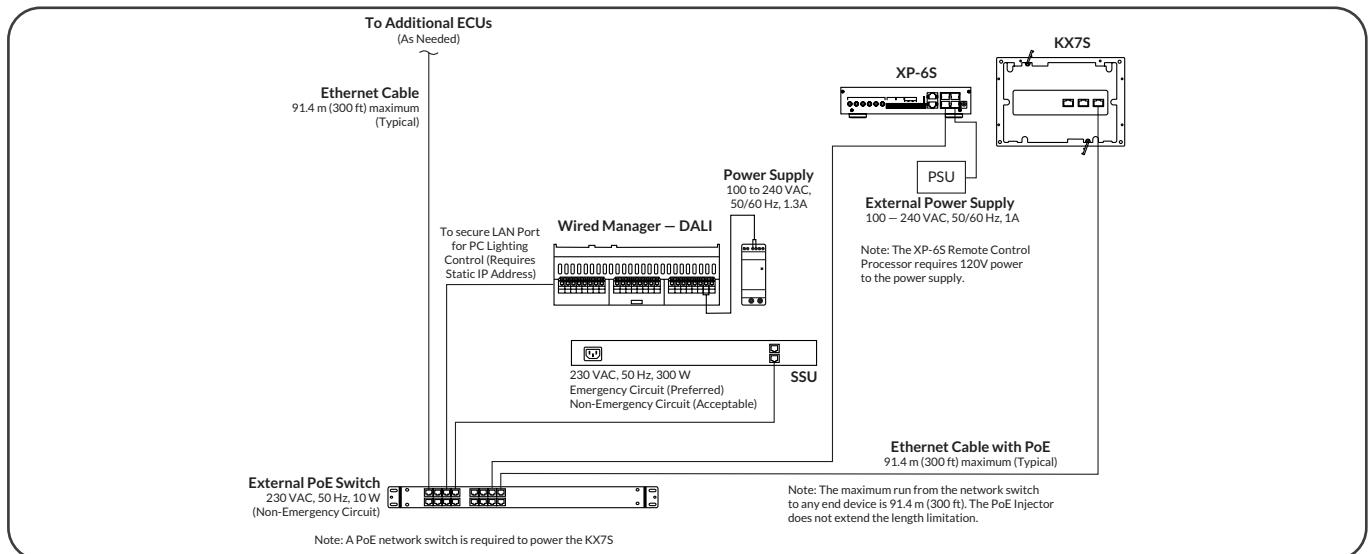 To Additional ECUs
(As Needed)
Ethernet Cable
91.4 m (300 ft) maximum
(Typical)
KX7S
XP-6S
PSU
External Power Supply
100 — 240 VAC, 50/60 Hz, 1A
Note: The XP-6S Remote Control
Processor requires 120V power
to the power supply.
Power Supply
100 to 240 VAC,
50/60 Hz, 1.3A
Wired Manager — DALI
To secure LAN Port
for PC Lighting
Control (Requires
Static IP Address)
230 VAC, 50 Hz, 300 W
Emergency Circuit (Preferred)
Non-Emergency Circuit (Acceptable)
SSU
Ethernet Cable with PoE
91.4 m (300 ft) maximum (Typical)
External PoE Switch
230 VAC, 50 Hz, 10 W
(Non-Emergency Circuit)
Note: The maximum run from the network switch
to any end device is 91.4 m (300 ft). The PoE Injector
does not extend the length limitation.
Note: A PoE network switch is required to power the KX7S